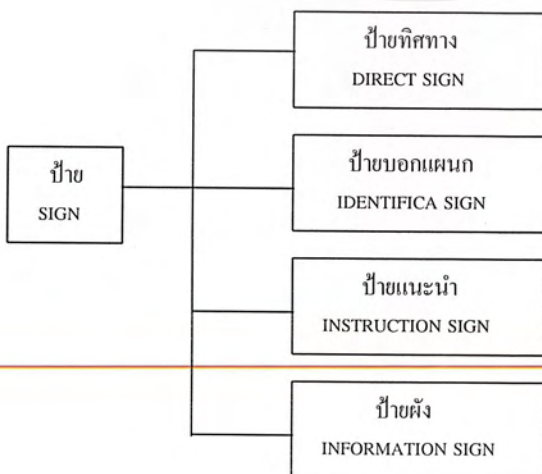 ป้ายทิศทาง
DIRECT SIGN
ป้าย
SIGN
ป้ายบอกแผนก
IDENTIFICA SIGN
ป้ายแนะนำ
INSTRUCTION SIGN
ป้ายผัง
INFORMATION SIGN